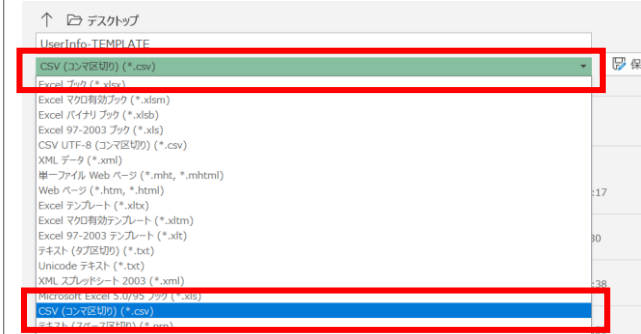 ↑ デスクトップ
UserInfo-TEMPLATE
CSV (コンマ区切り) (*.csv)
保
Excel ブック (*.xlsx)
Excel マクロ有効ブック (*.xlsm)
Excel バイナリ ブック (*.xlsb)
Excel 97-2003 ブック (*.xls)
CSV UTF-8 (コンマ区切り) (*.csv)
XML データ (*.xml)
単一ファイル Web ページ (*.mht, *.mhtml)
Web ページ (*.htm, *.html)
:17
Excel テンプレート (*.xltx)
Excel マクロ有効テンプレート (*.xltm)
Excel 97-2003 テンプレート (*.xlt)
30
テキスト (タブ区切り) (*.txt)
Unicode テキスト (*.txt)
XML スプレッドシート 2003 (*.xml)
:38
Microsoft Excel 5.0/95 ブック (*.xls)
CSV (コンマ区切り) (*.csv)
テキスト (スペース区切り) (*.prn)